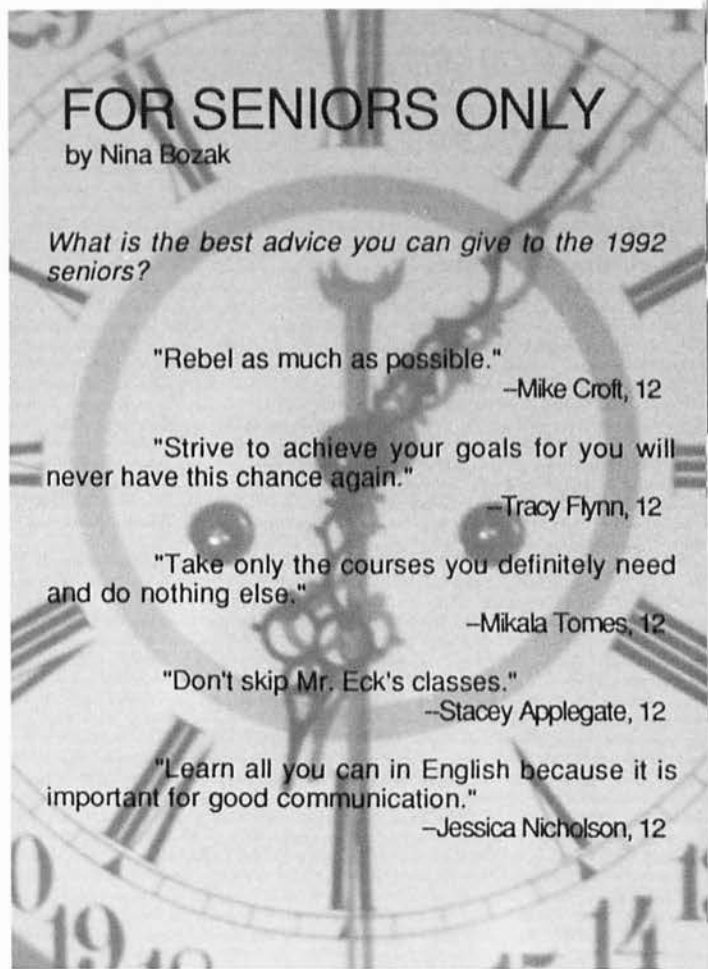 FOR SENIORS ONLY
by Nina Bozak
What is the best advice you can give to the 1992
seniors?
"Rebel as much as possible."
–Mike Croft, 12
"Strive to achieve your goals for you will
never have this chance again."
–Tracy Flynn, 12
"Take only the courses you definitely need
and do nothing else."
–Mikala Tomes, 12
"Don't skip Mr. Eck's classes."
–Stacey Applegate, 12
"Learn all you can in English because it is
important for good communication."
–Jessica Nicholson, 12
19
14